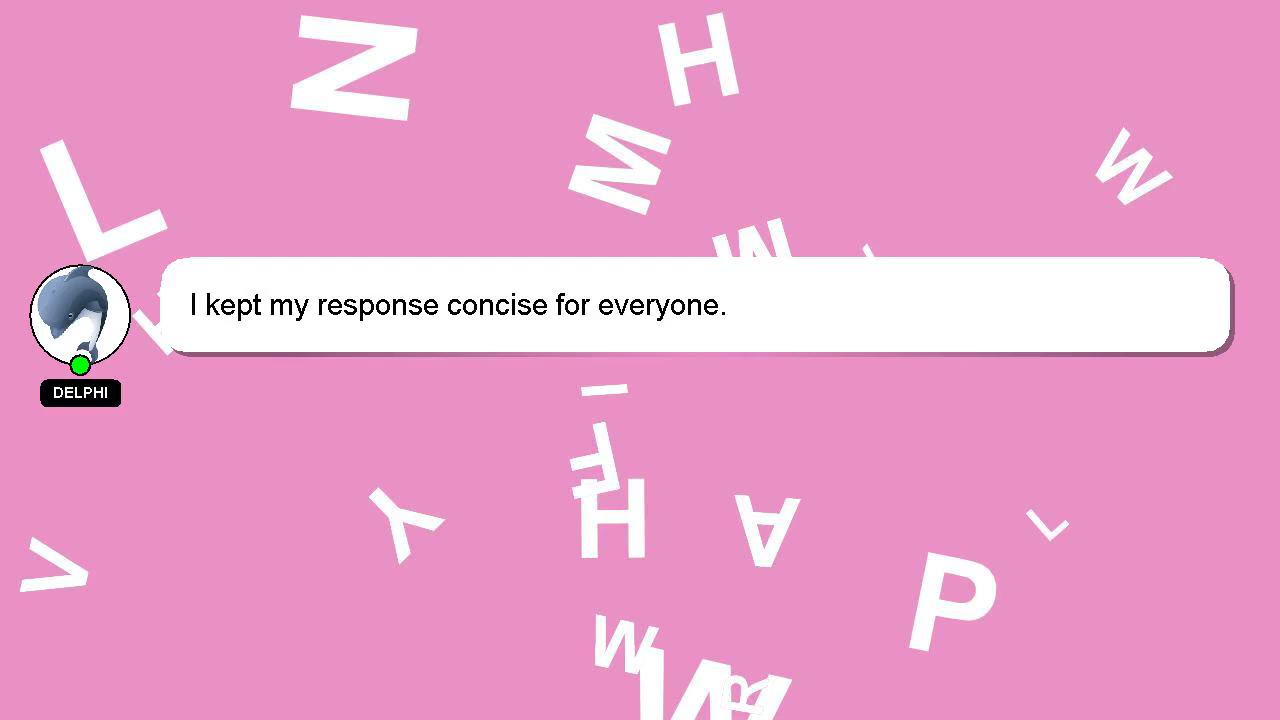 I kept my response concise for everyone.
DELPHI
N
H
M
L
W
W
F
H
A
Y
V
L
P
W
W
R